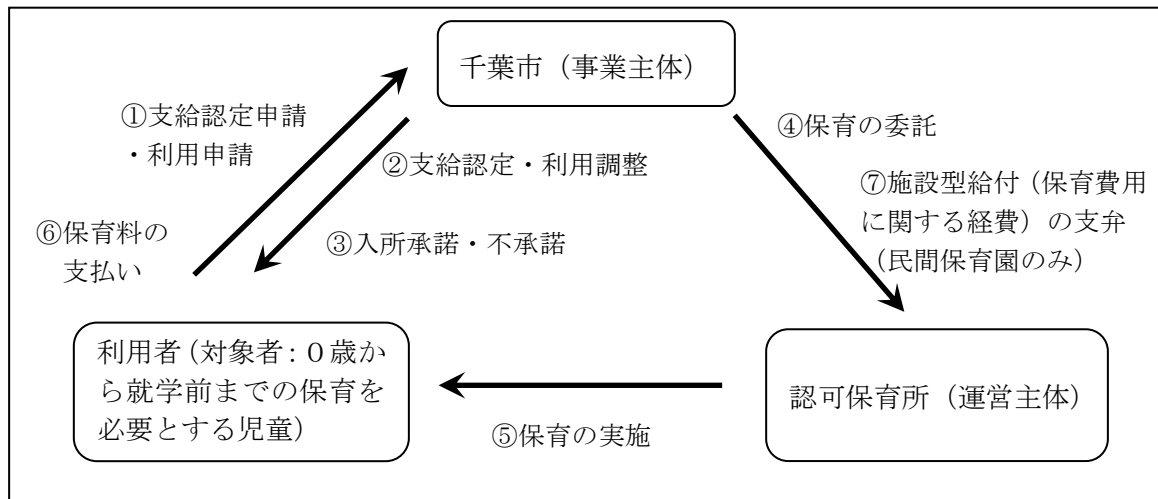 千葉市(事業主体)
①支給認定申請
・利用申請
②支給認定・利用調整
③入所承諾・不承諾
④保育の委託
⑦施設型給付(保育費用
に関する経費)の支弁
(民間保育園のみ)
⑥保育料の
支払い
利用者(対象者:0歳か
ら就学前までの保育を
必要とする児童)
⑤保育の実施
認可保育所(運営主体)